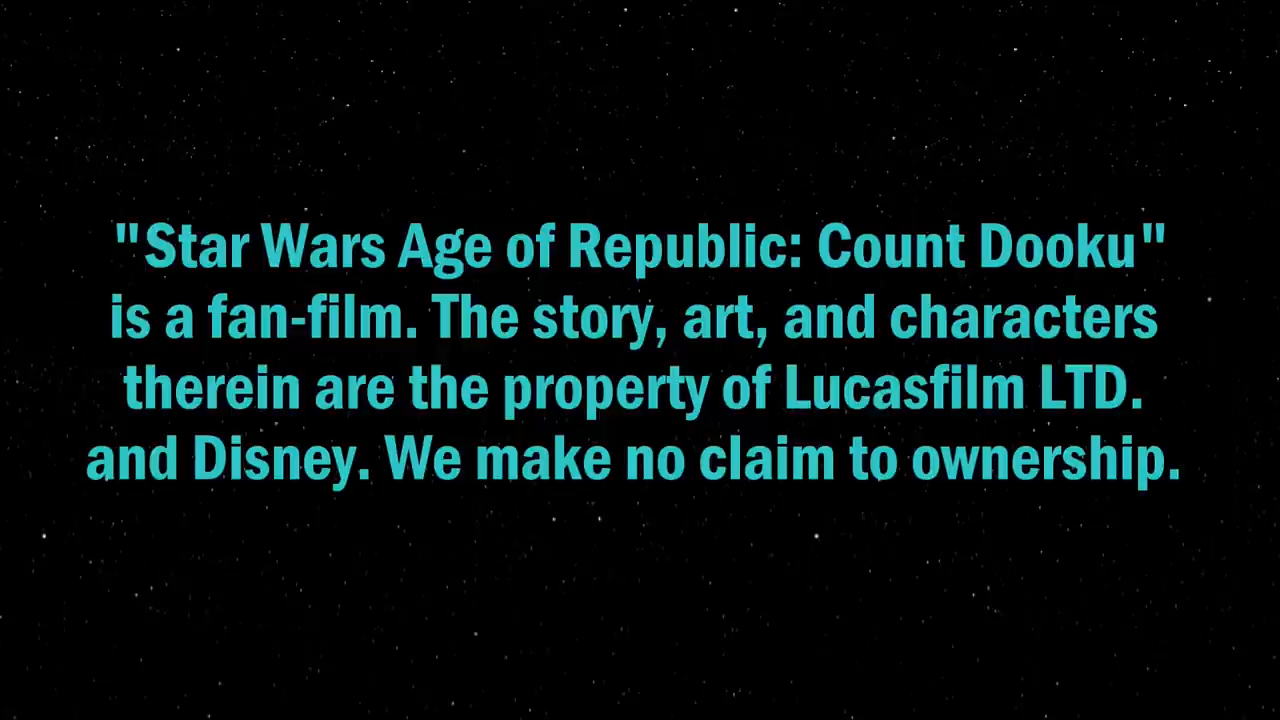 "Star Wars Age of Republic: Count Dooku"
is a fan-film. The story, art, and characters
therein are the property of Lucasfilm LTD.
and Disney. We make no claim to ownership.